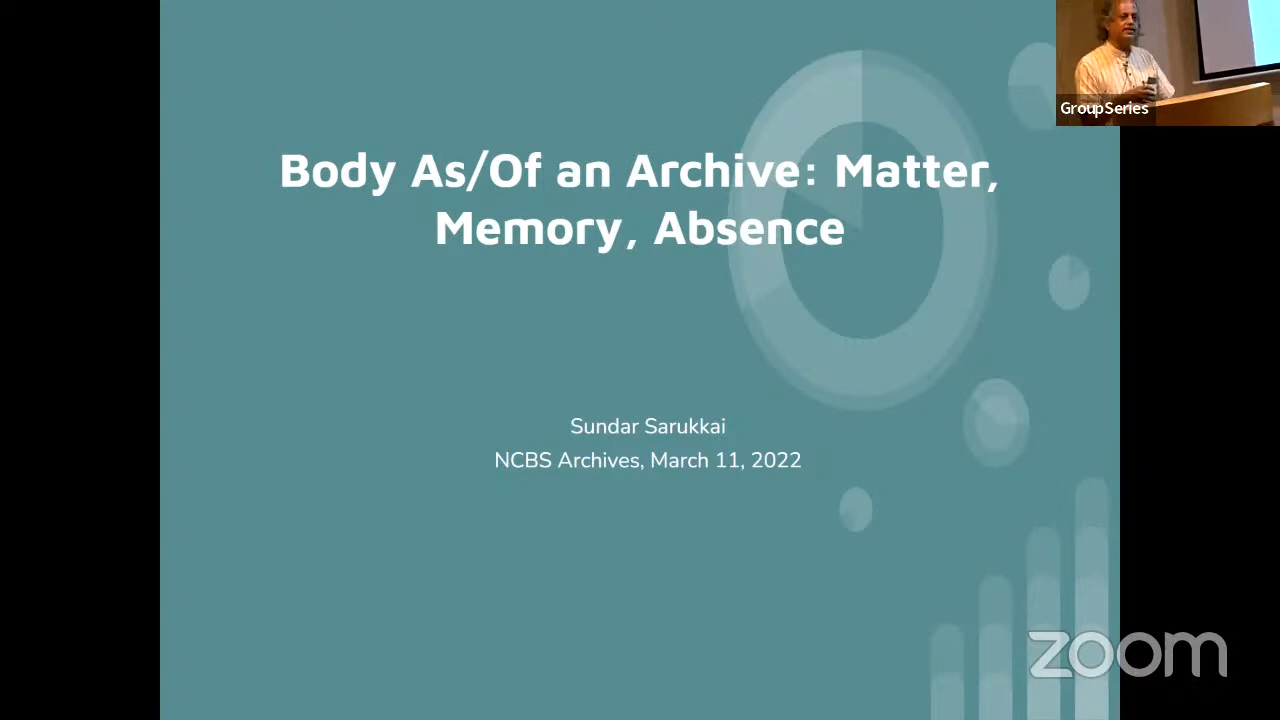 GroupSeries
Body As/Of an Archive: Matter,
Memory, Absence
Sundar Sarukkai
NCBS Archives, March 11, 2022
zoom